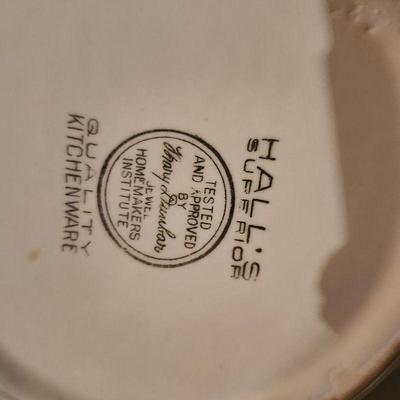 HALL'S
SUPERIOR
TESTED
AND APPROVED
BY
Mary Dunbar
JEWEL
HOMEMAKERS
INSTITUTE
QUALITY
KITCHENWARE